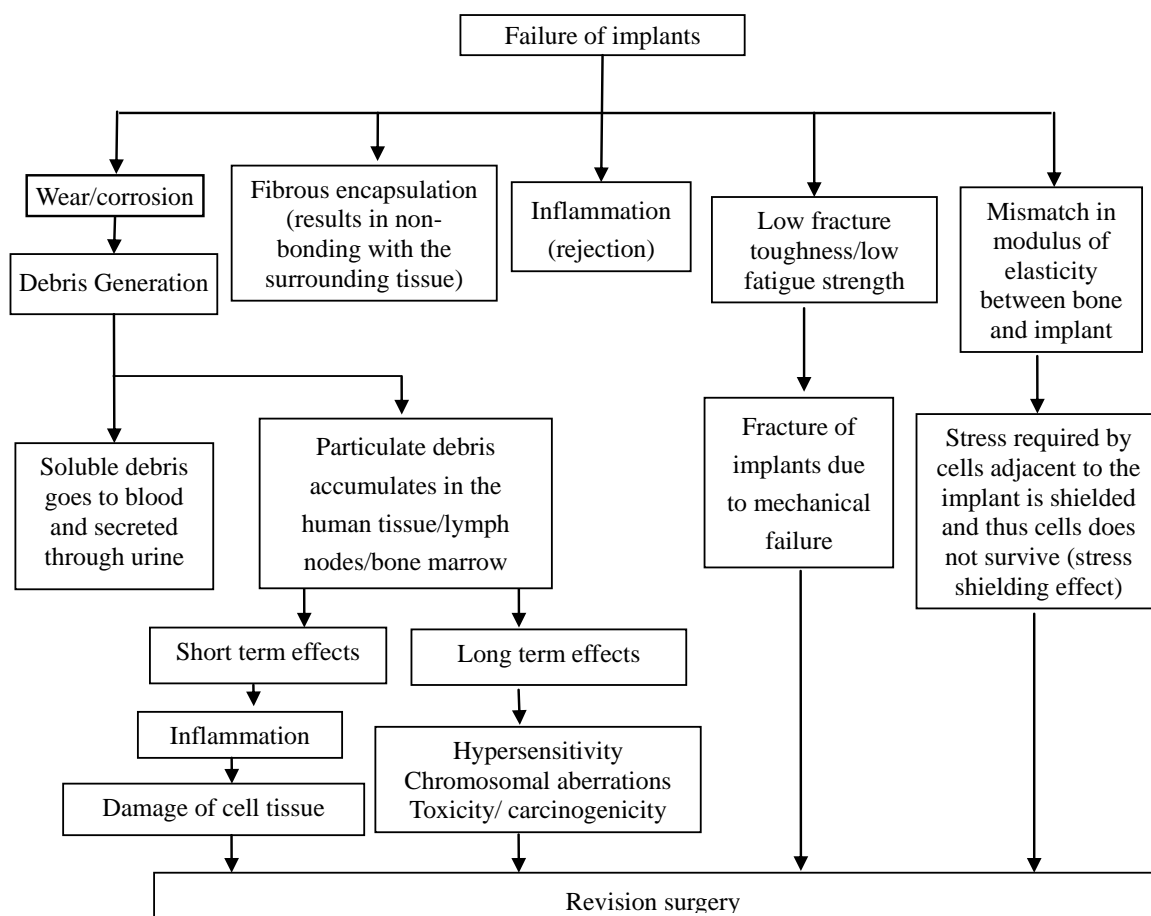 Failure of implants
Wear/corrosion
Fibrous encapsulation
(results in non-
bonding with the
surrounding tissue)
Inflammation
(rejection)
Low fracture
toughness/low
fatigue strength
Mismatch in
modulus of
elasticity
between bone
and implant
Debris Generation
Soluble debris
goes to blood
and secreted
through urine
Particulate debris
accumulates in the
human tissue/lymph
nodes/bone marrow
Fracture of
implants due
to mechanical
failure
Stress required by
cells adjacent to the
implant is shielded
and thus cells does
not survive (stress
shielding effect)
Short term effects
Long term effects
Inflammation
Hypersensitivity
Chromosomal aberrations
Toxicity/ carcinogenicity
Damage of cell tissue
Revision surgery